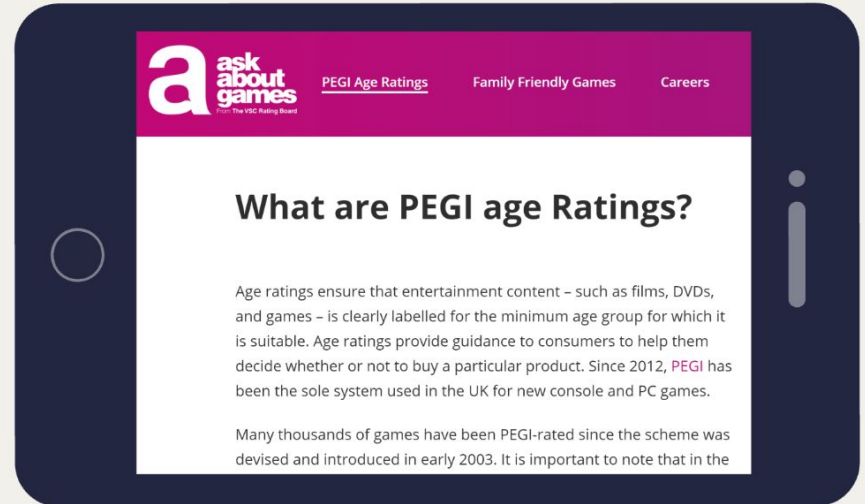 a
ask
about
games
From The VSC Rating Board
PEGI Age Ratings
Family Friendly Games
Careers
What are PEGI age Ratings?
Age ratings ensure that entertainment content – such as films, DVDs,
and games – is clearly labelled for the minimum age group for which it
is suitable. Age ratings provide guidance to consumers to help them
decide whether or not to buy a particular product. Since 2012, PEGI has
been the sole system used in the UK for new console and PC games.
Many thousands of games have been PEGI-rated since the scheme was
devised and introduced in early 2003. It is important to note that in the